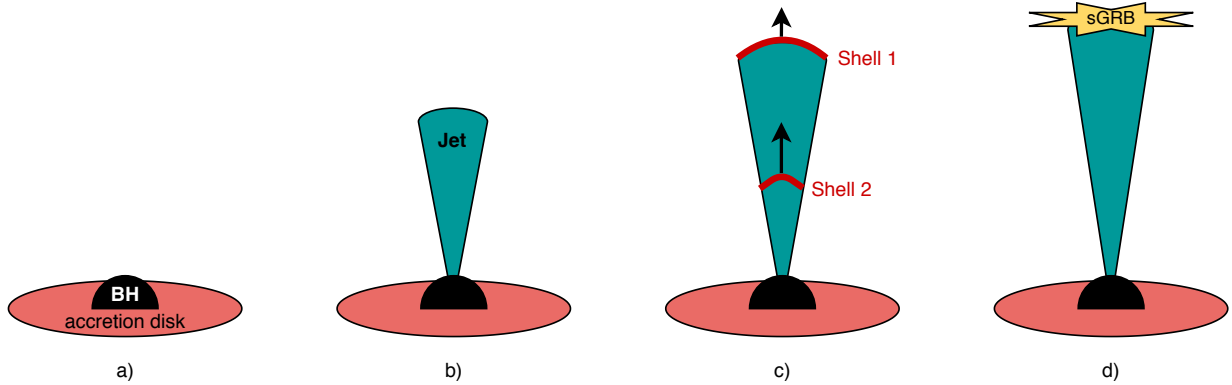 BH
accretion disk
a)
Jet
b)
Shell 1
Shell 2
c)
sGRB
d)